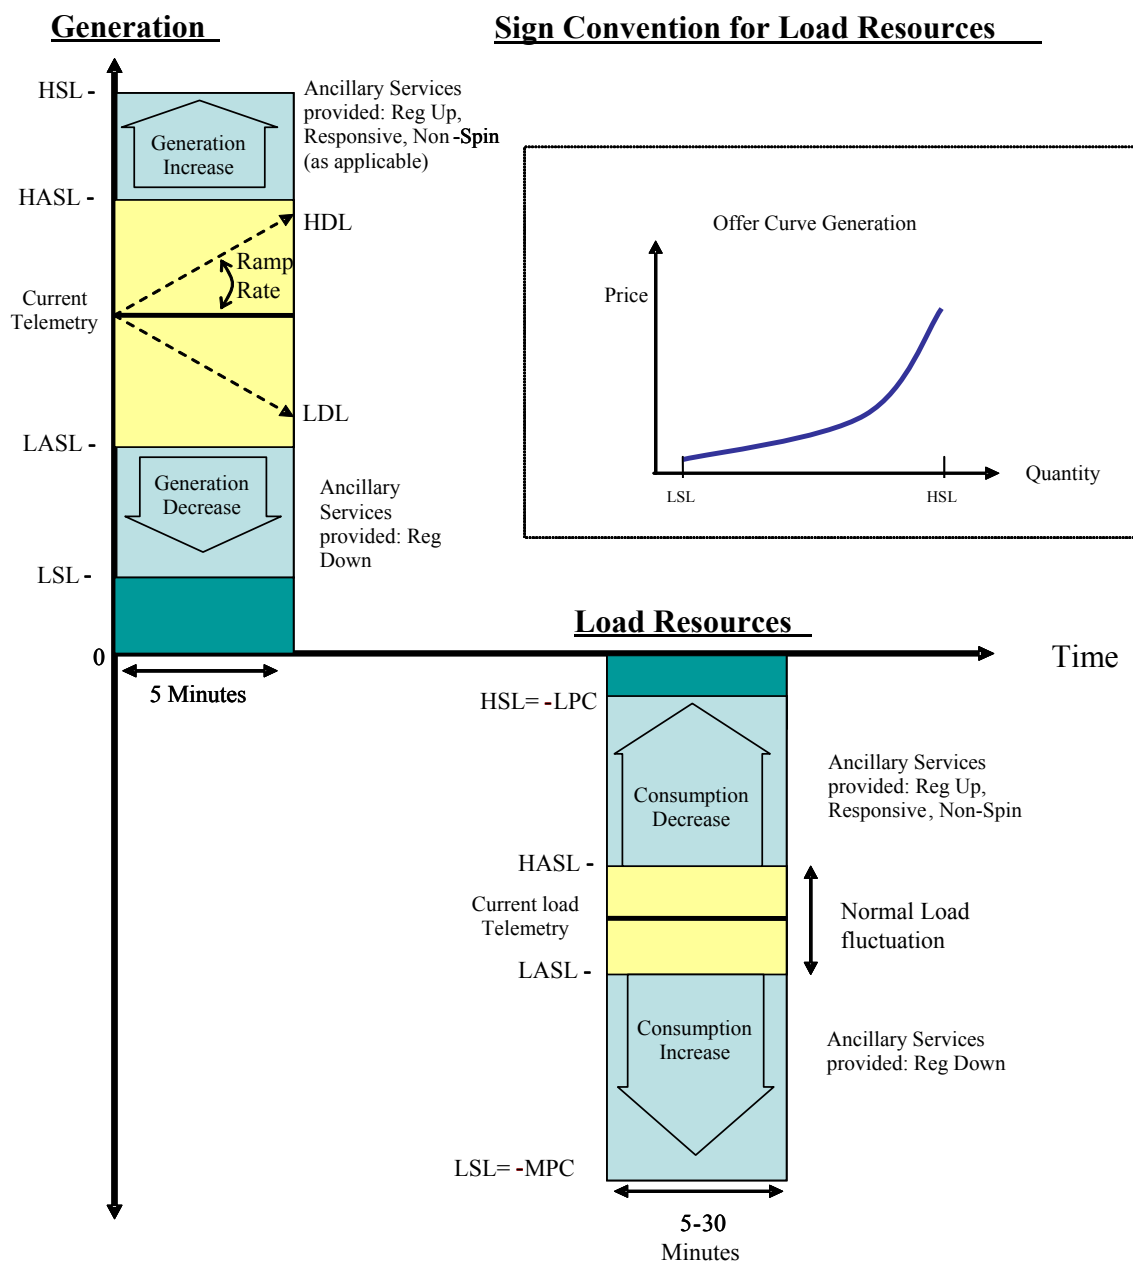 Generation
Sign Convention for Load Resources
HSL -
Ancillary Services
provided: Reg Up,
Responsive, Non -Spin
(as applicable)
Generation
Increase
HASL -
HDL
Ramp
Rate
Current
Telemetry
LDL
LASL -
Generation
Decrease
Ancillary
Services
provided: Reg
Down
LSL -
0
5 Minutes
Offer Curve Generation
Price
LSL
HSL
Quantity
Load Resources
Time
HSL= -LPC
Consumption
Decrease
Ancillary Services
provided: Reg Up,
Responsive, Non-Spin
HASL -
Current load
Telemetry
Normal Load
fluctuation
LASL -
Consumption
Increase
Ancillary Services
provided: Reg Down
LSL= -MPC
5-30
Minutes